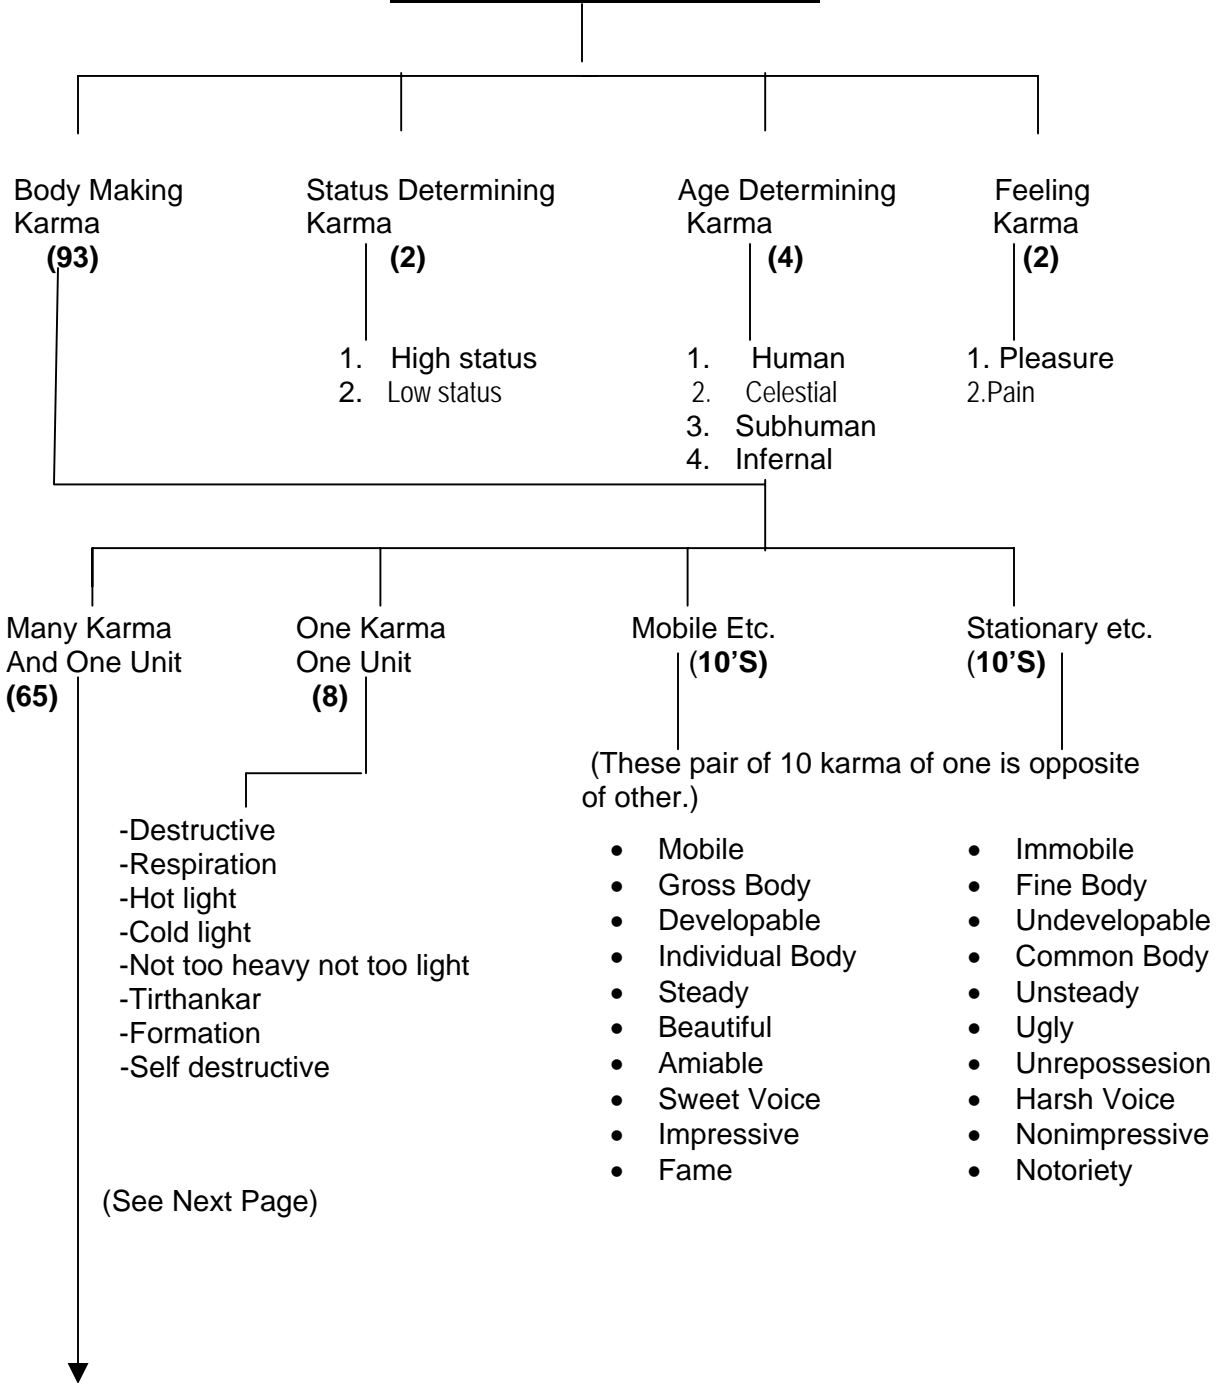 Body Making
Karma
(93)
Status Determining
Karma
(2)
Age Determining
Karma
(4)
Feeling
Karma
(2)
1. High status
2. Low status
1. Human
2. Celestial
3. Subhuman
4. Infernal
1. Pleasure
2.Pain
Many Karma
And One Unit
(65)
One Karma
One Unit
(8)
Mobile Etc.
(10’S)
Stationary etc.
(10’S)
(These pair of 10 karma of one is opposite
of other.)
-Destructive
-Respiration
-Hot light
-Cold light
-Not too heavy not too light
-Tirthankar
-Formation
-Self destructive
• Mobile
• Gross Body
• Developable
• Individual Body
• Steady
• Beautiful
• Amiable
• Sweet Voice
• Impressive
• Fame
• Immobile
• Fine Body
• Undevelopable
• Common Body
• Unsteady
• Ugly
• Unrepossesion
• Harsh Voice
• Nonimpressive
• Notoriety
(See Next Page)